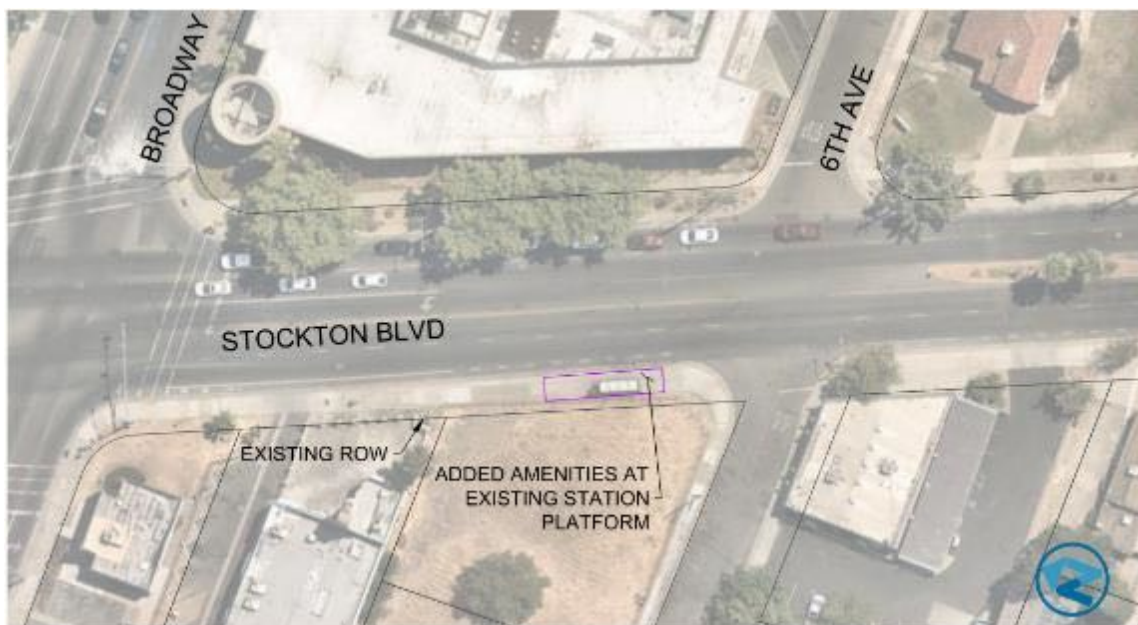 BROADWAY
6TH AVE
STOCKTON BLVD
EXISTING ROW
ADDED AMENITIES AT
EXISTING STATION
PLATFORM